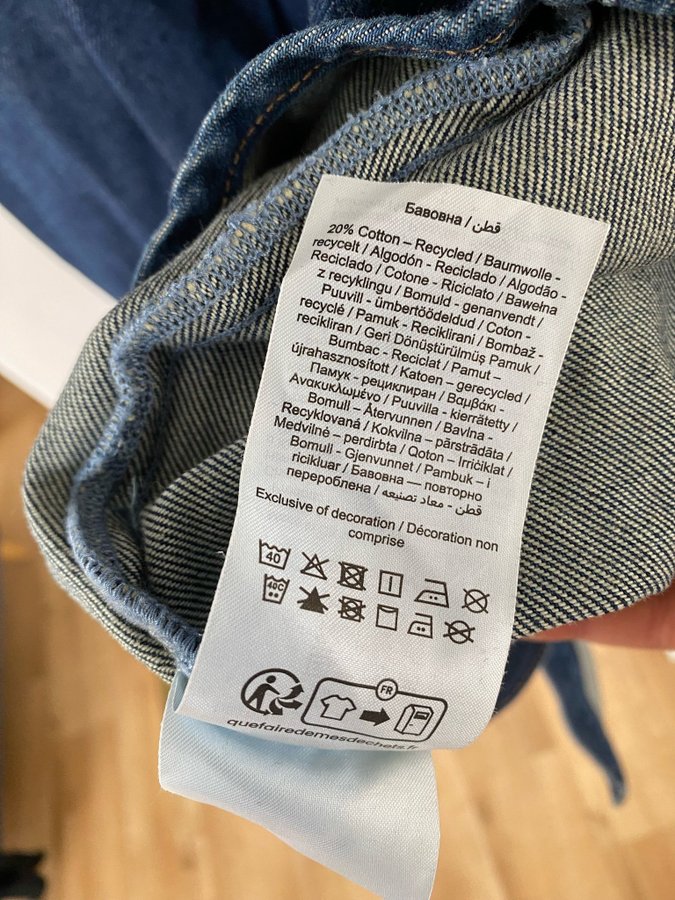 Бавовна / قطن
20% Cotton – Recycled / Baumwolle -
recycelt / Algodón - Reciclado / Algodão -
Reciclado / Cotone - Riciclato / Bawełna
z recyklingu / Bomuld - genanvendt /
Puuvill - ümbertöödeldud / Coton -
recyclé / Pamuk - Reciklirani / Bombaž -
recikliran / Geri Dönüştürülmüş Pamuk /
Bumbac - Reciclat / Pamut –
újrahasznosított / Katoen - gerecycled /
Памук - рециклиран / Βαμβάκι -
Ανακυκλωμένο / Puuvilla - kierrätetty /
Bomull – Återvunnen / Bavlna -
Recyklovaná / Kokvilna - pārstrādāta /
Medvilnė – perdirbta / Qoton – Irriċiklat /
Bomull - Gjenvunnet / Pambuk – i
ricikluar / Бавовна — повторно
перероблена / قطن - معاد تصنيعه
Exclusive of decoration / Décoration non
comprise
40
40C
FR
quefairedemesdechets.fr